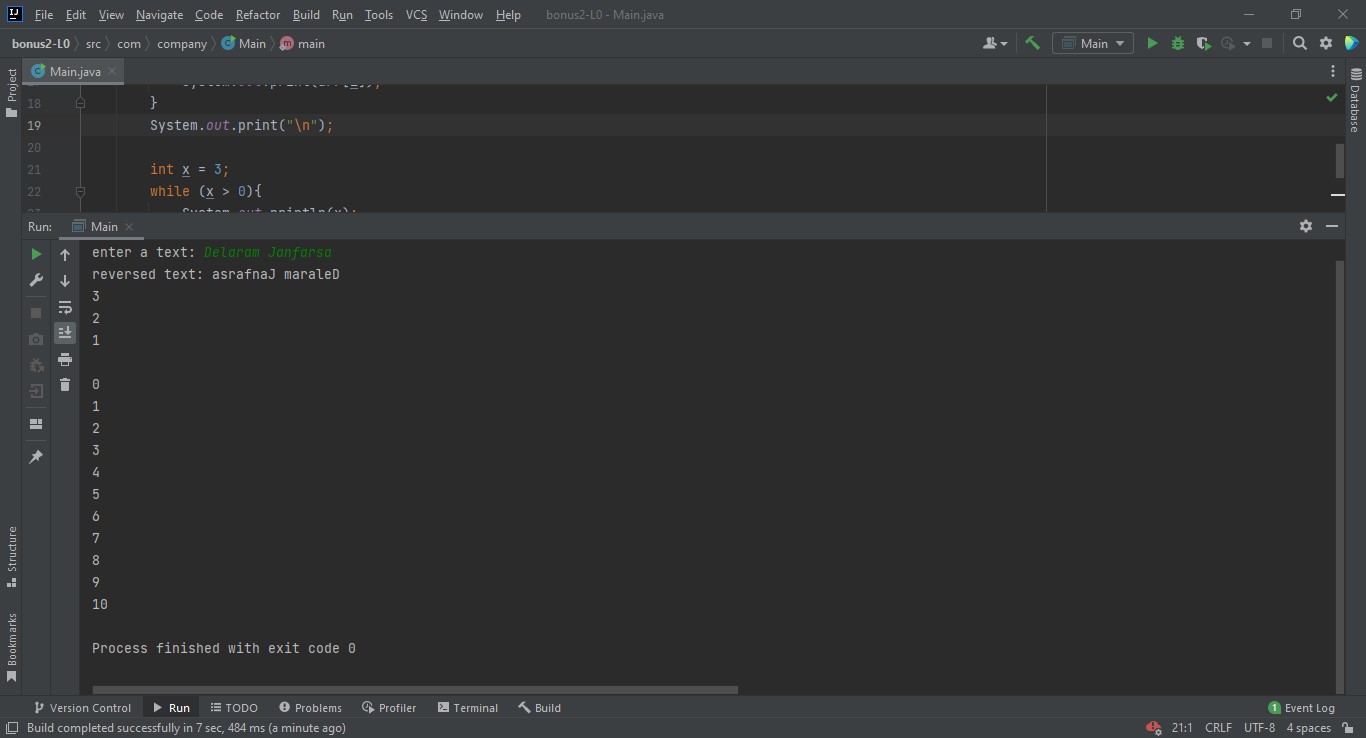 File Edit View Navigate Code Refactor Build Run Tools VCS Window Help bonus2-L0 - Main.java
bonus2-L0 src com company Main main Main
Project
Main.java
Database
18 }
19 System.out.print("\n");
20
21 int x = 3;
22 while (x > 0){
System.out.println(x);
Run: Main
enter a text: Delaram Janfarsa
reversed text: asrafnaJ maraleD
3
2
1
0
1
2
3
4
5
6
7
8
9
10
Process finished with exit code 0
Structure
Bookmarks
Version Control Run TODO Problems Profiler Terminal Build 1 Event Log
Build completed successfully in 7 sec, 484 ms (a minute ago) 21:1 CRLF UTF-8 4 spaces